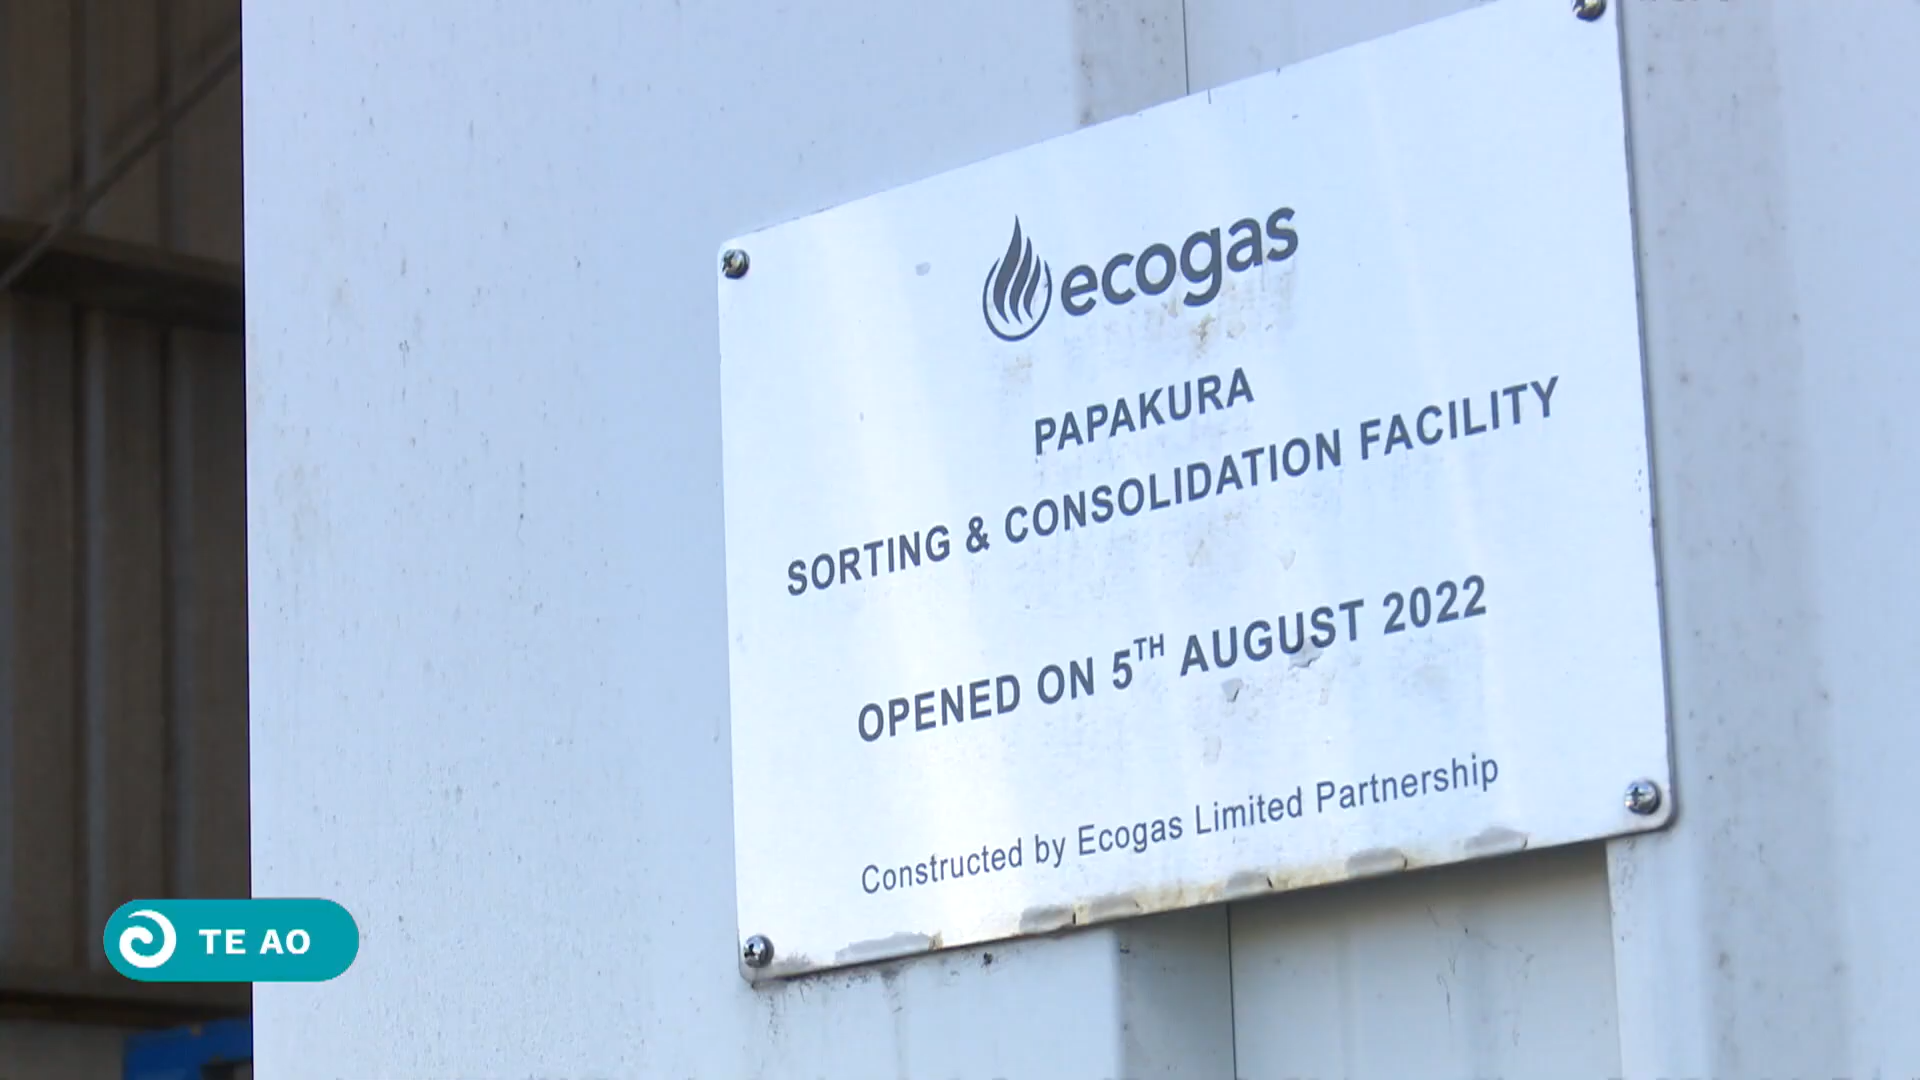 ecogas
PAPAKURA
SORTING & CONSOLIDATION FACILITY
OPENED ON 5TH AUGUST 2022
Constructed by Ecogas Limited Partnership
TE AO